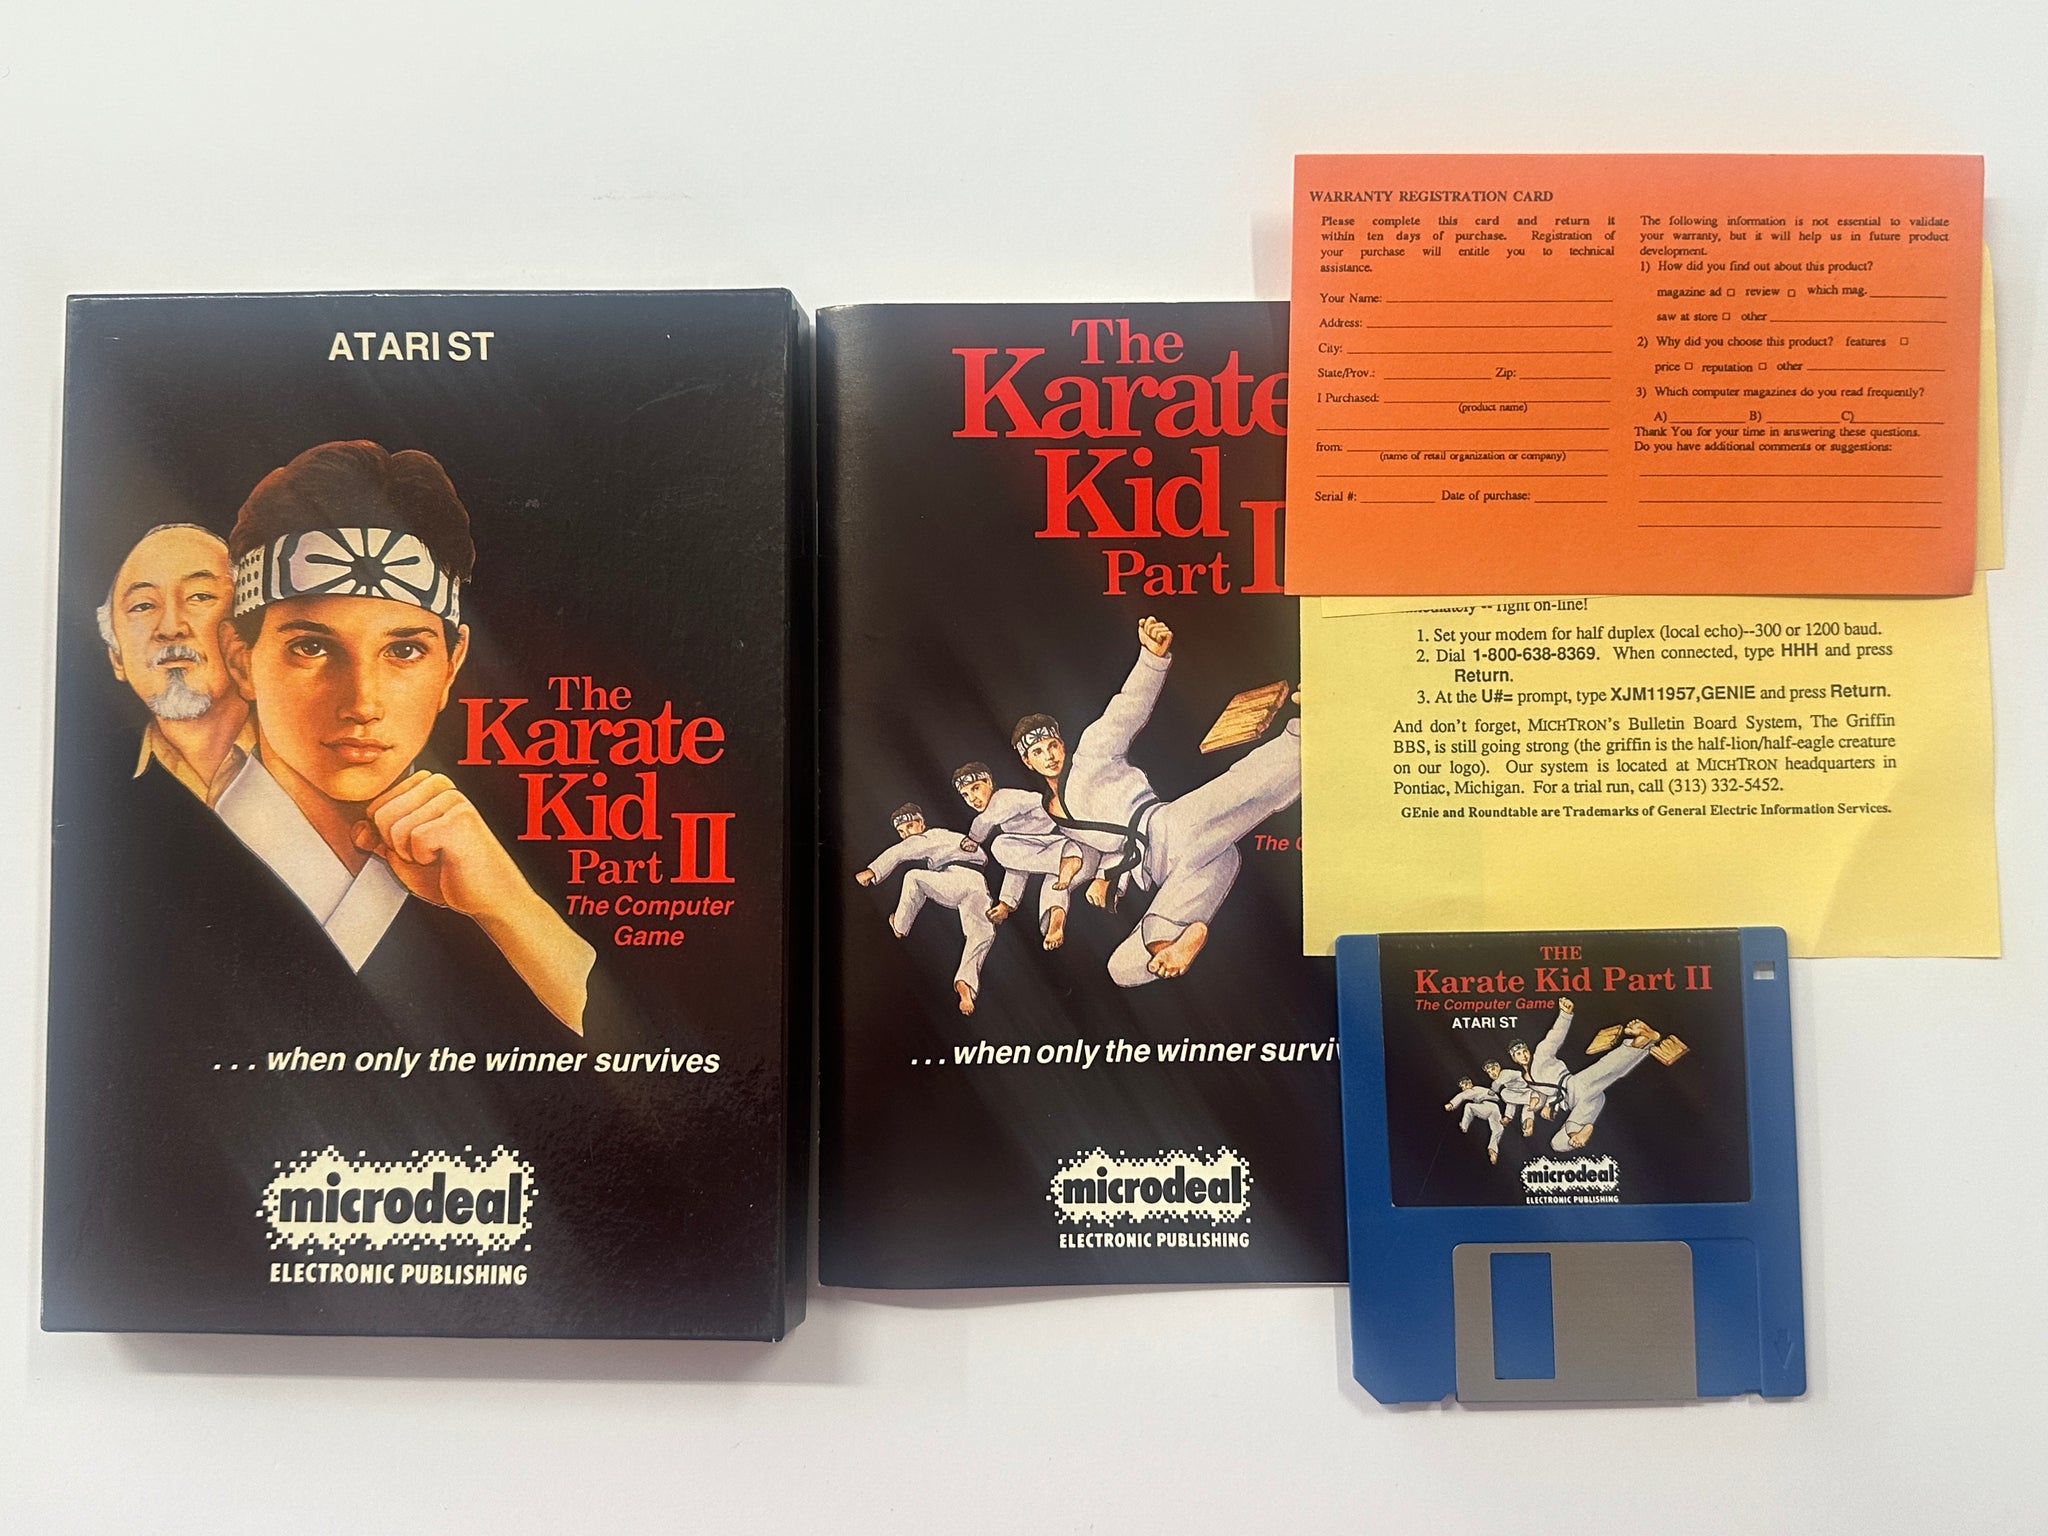 ATARI ST
The
Karate
Kid
Part II
The Computer
Game
... when only the winner survives
microdeal
ELECTRONIC PUBLISHING
The
Karate
Kid
Part
The
... when only the winner
microdeal
ELECTRONIC PUBLISHING
WARRANTY REGISTRATION CARD
Please complete this card and return it
within ten days of purchase. Registration of
your purchase will entitle you to technical
assistance.
Your Name:
Address:
City:
State/Prov.: Zip:
I Purchased:
(product name)
from:
(name of retail organization or company)
Serial #: Date of purchase:
The following information is not essential to validate
your warranty, but it will help us in future product
development.
1) How did you find out about this product?
magazine ad □ review □ which mag.
saw at store □ other
2) Why did you choose this product? features □
price □ reputation □ other
3) Which computer magazines do you read frequently?
A) B) C)
Thank You for your time in answering these questions.
Do you have additional comments or suggestions:
-- right on-line!
1. Set your modem for half duplex (local echo)--300 or 1200 baud.
2. Dial 1-800-638-8369. When connected, type HHH and press
Return.
3. At the U#= prompt, type XJM11957,GENIE and press Return.
And don't forget, MICHTRON's Bulletin Board System, The Griffin
BBS, is still going strong (the griffin is the half-lion/half-eagle creature
on our logo). Our system is located at MICHTRON headquarters in
Pontiac, Michigan. For a trial run, call (313) 332-5452.
GEnie and Roundtable are Trademarks of General Electric Information Services.
THE
Karate Kid Part II
The Computer Game
ATARI ST
microdeal
ELECTRONIC PUBLISHING